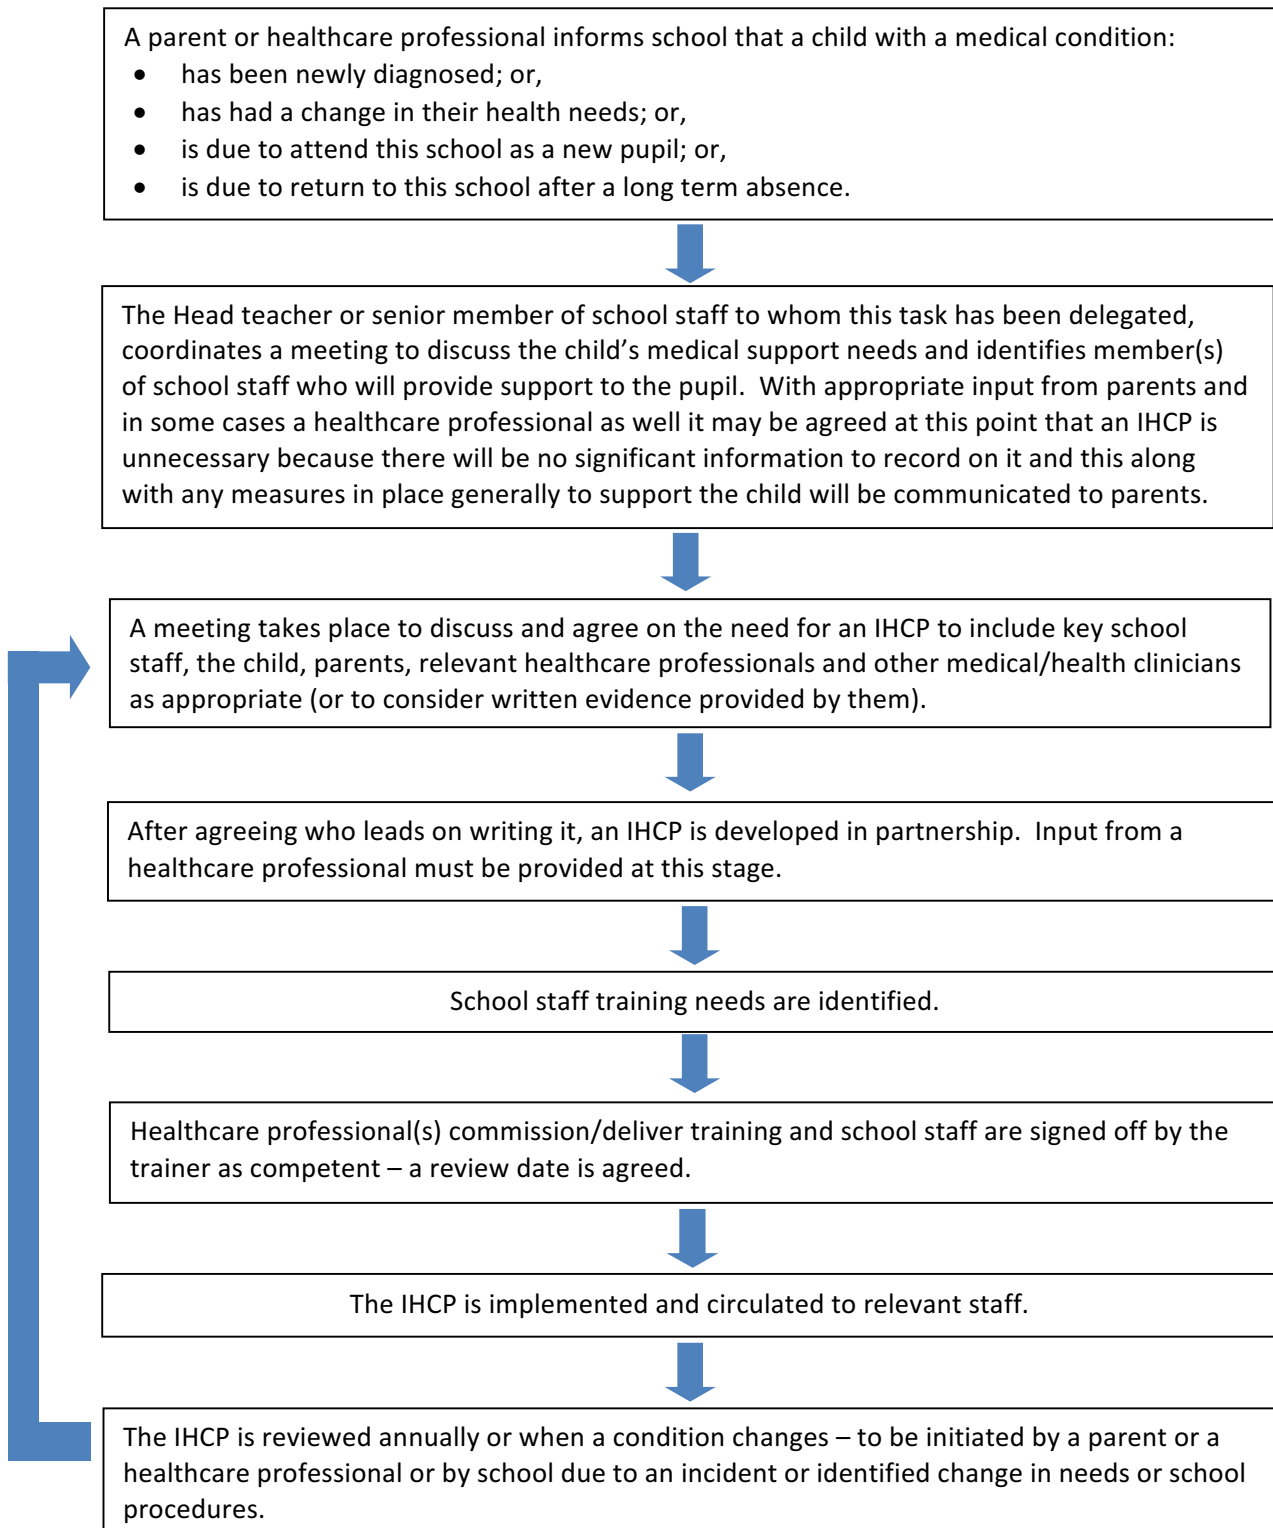 A parent or healthcare professional informs school that a child with a medical condition:
• has been newly diagnosed; or,
• has had a change in their health needs; or,
• is due to attend this school as a new pupil; or,
• is due to return to this school after a long term absence.
The Head teacher or senior member of school staff to whom this task has been delegated,
coordinates a meeting to discuss the child’s medical support needs and identifies member(s)
of school staff who will provide support to the pupil.  With appropriate input from parents and
in some cases a healthcare professional as well it may be agreed at this point that an IHCP is
unnecessary because there will be no significant information to record on it and this along
with any measures in place generally to support the child will be communicated to parents.
A meeting takes place to discuss and agree on the need for an IHCP to include key school
staff, the child, parents, relevant healthcare professionals and other medical/health clinicians
as appropriate (or to consider written evidence provided by them).
After agreeing who leads on writing it, an IHCP is developed in partnership.  Input from a
healthcare professional must be provided at this stage.
School staff training needs are identified.
Healthcare professional(s) commission/deliver training and school staff are signed off by the
trainer as competent – a review date is agreed.
The IHCP is implemented and circulated to relevant staff.
The IHCP is reviewed annually or when a condition changes – to be initiated by a parent or a
healthcare professional or by school due to an incident or identified change in needs or school
procedures.